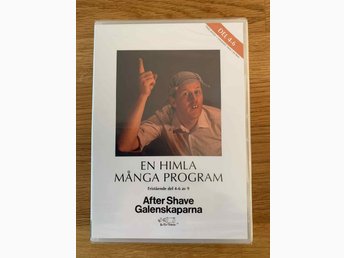 DEL 4-6
EN HIMLA
MÅNGA PROGRAM
Fristående del 4-6 av 9
After Shave
Galenskaparna